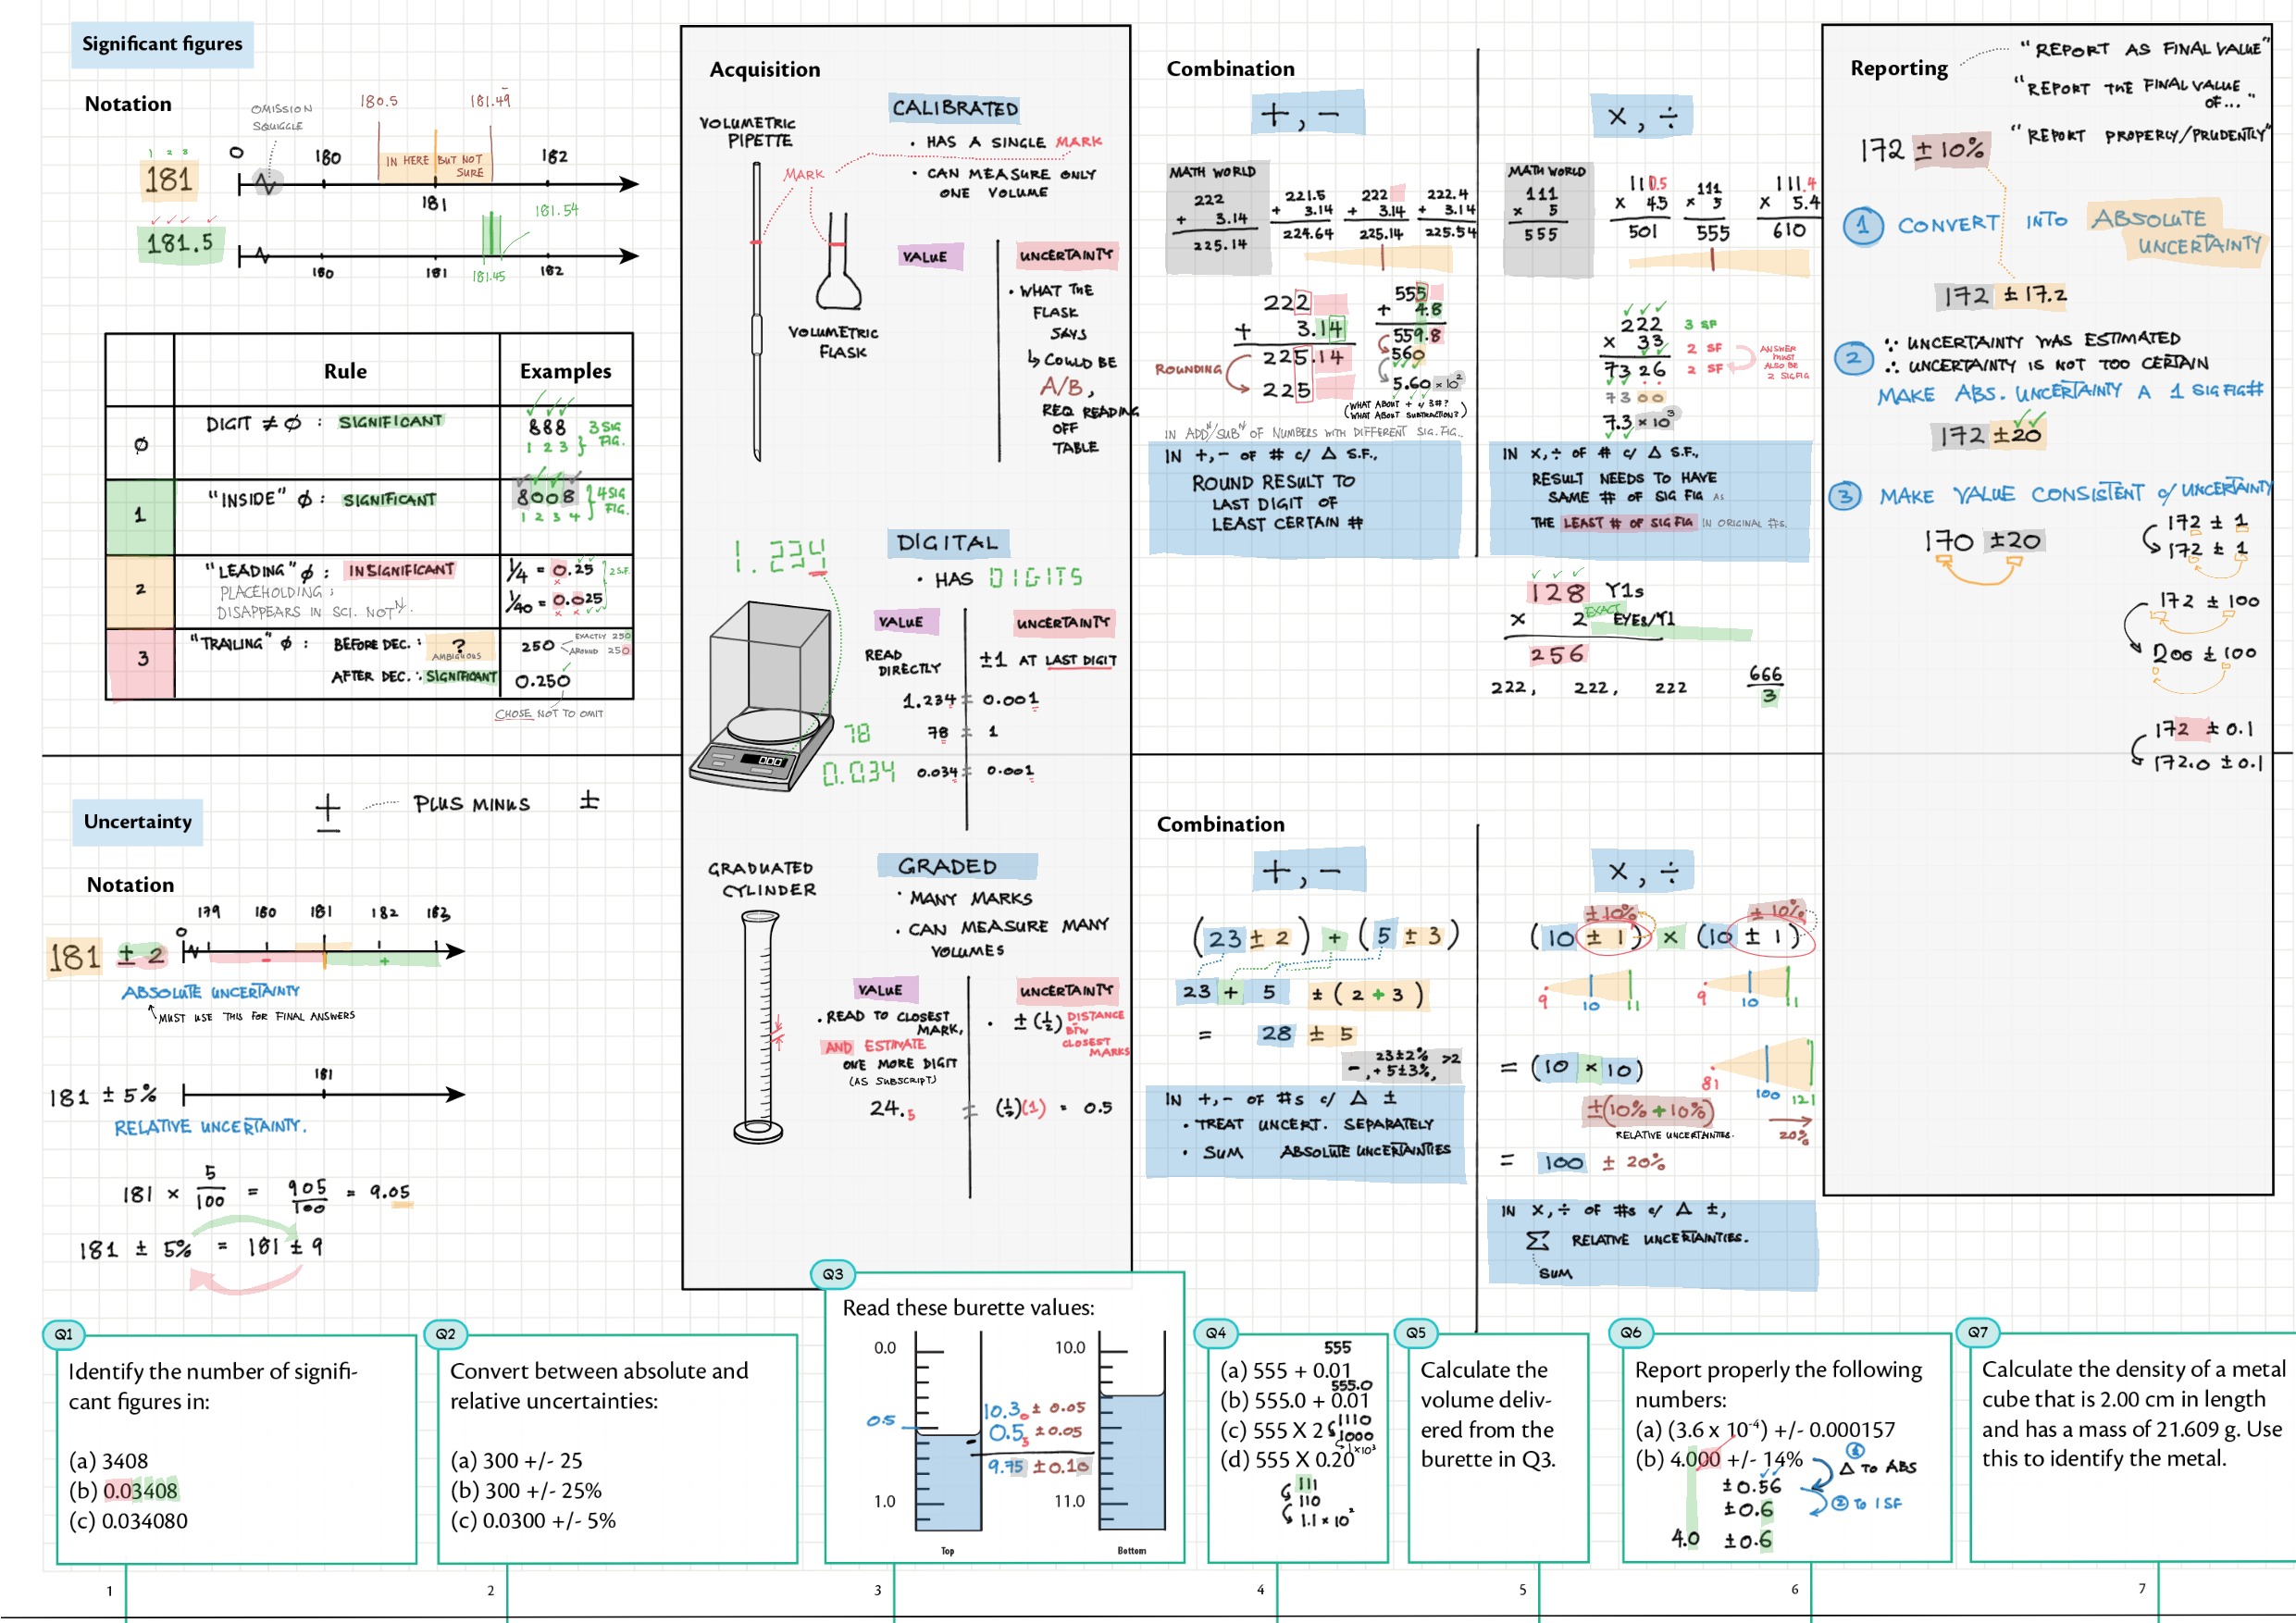 Significant figures
Notation
OMISSION
SQUIGGLE
180.5
181.49
1 2 3
181
0
180
IN HERE BUT NOT
SURE
182
181
181.5
181.54
180
181
182
181.45
Rule
Examples
0
DIGIT ≠ 0 : SIGNIFICANT
888
3 SIG
FIG.
1 2 3
1
"INSIDE" 0 : SIGNIFICANT
8008
4 SIG
FIG.
1 2 3 4
2
"LEADING" 0 : INSIGNIFICANT
PLACEHOLDING;
DISAPPEARS IN SCI. NOTN.
1/4 = 0.25
2 S.F.
1/40 = 0.025
3
"TRAILING" 0 : BEFORE DEC. : ?
AMBIGUOUS
250
EXACTLY 250
AROUND 250
AFTER DEC. : SIGNIFICANT
0.250
CHOSE NOT TO OMIT
Uncertainty
± PLUS MINUS ±
Notation
179 180 181 182 183
0
181 ± 2
- +
ABSOLUTE UNCERTAINTY
MUST USE THIS FOR FINAL ANSWERS
181
181 ± 5%
RELATIVE UNCERTAINTY.
181 × 5/100 = 905/100 = 9.05
181 ± 5% = 181 ± 9
Acquisition
VOLUMETRIC
PIPETTE
CALIBRATED
• HAS A SINGLE MARK
MARK
• CAN MEASURE ONLY
ONE VOLUME
VOLUMETRIC
FLASK
VALUE
UNCERTAINTY
• WHAT THE
FLASK
SAYS
↳ COULD BE
A/B,
REQ READING
OFF
TABLE
1.234
DIGITAL
• HAS DIGITS
VALUE
UNCERTAINTY
READ
DIRECTLY
±1 AT LAST DIGIT
1.234 = 0.001
78
78 = 1
0.034
0.034 = 0.001
000
GRADUATED
CYLINDER
GRADED
• MANY MARKS
• CAN MEASURE MANY
VOLUMES
VALUE
UNCERTAINTY
• READ TO CLOSEST
MARK,
AND ESTIMATE
ONE MORE DIGIT
(AS SUBSCRIPT)
• ± (1/2) DISTANCE
BTW
CLOSEST
MARKS
24.5
(1/2)(1) = 0.5
Combination
+, -
MATH WORLD
222
+ 3.14
225.14
221.5
+ 3.14
224.64
222
+ 3.14
225.14
222.4
+ 3.14
225.54
222
+ 3.14
225.14
ROUNDING
225
555
+ 4.8
559.8
560
5.60 × 10²
(WHAT ABOUT + c/ 3#?
WHAT ABOUT SUBTRACTION?)
IN ADDN/SUBN OF NUMBERS WITH DIFFERENT SIG.FIG.,
IN +,- OF # c/ Δ S.F.,
ROUND RESULT TO
LAST DIGIT OF
LEAST CERTAIN #
×, ÷
MATH WORLD
111
× 5
555
110.5
× 4.5
501
111
× 5
555
111.4
× 5.4
610
222
3 SF
× 33
2 SF
7326
2 SF
ANSWER
MUST
ALSO BE
2 SIGFIG
7300
7.3 × 10³
IN ×,÷ OF # c/ Δ S.F.,
RESULT NEEDS TO HAVE
SAME # OF SIG FIG AS
THE LEAST # OF SIG FIG IN ORIGINAL #S.
128 Y1s
× 2 EXACT EYES/Y1
256
222, 222, 222
666
3
Combination
+, -
(23 ± 2) + (5 ± 3)
23 + 5 ± (2 + 3)
= 28 ± 5
23±2%
-,+ 5±3%, >2
IN +,- OF #s c/ Δ ±
• TREAT UNCERT. SEPARATELY
• SUM ABSOLUTE UNCERTAINTIES
×, ÷
±10%
±10%
(10 ± 1) × (10 ± 1)
9 10 11
9 10 11
= (10 × 10)
81 100 121
±(10% + 10%)
RELATIVE UNCERTAINTIES.
20%
= 100 ± 20%
IN ×,÷ OF #s c/ Δ ±,
Σ RELATIVE UNCERTAINTIES.
SUM
Reporting
"REPORT AS FINAL VALUE"
"REPORT THE FINAL VALUE
OF..."
"REPORT PROPERLY/PRUDENTLY"
172 ± 10%
1 CONVERT INTO ABSOLUTE
UNCERTAINTY
172 ± 17.2
2 ∵ UNCERTAINTY WAS ESTIMATED
∴ UNCERTAINTY IS NOT TOO CERTAIN
MAKE ABS. UNCERTAINTY A 1 SIG FIG#
172 ±20
3 MAKE VALUE CONSISTENT c/ UNCERTAINTY
170 ±20
172 ± 1
172 ± 1
172 ± 100
200 ± 100
172 ± 0.1
172.0 ± 0.1
Q1
Identify the number of signifi-
cant figures in:
(a) 3408
(b) 0.03408
(c) 0.034080
Q2
Convert between absolute and
relative uncertainties:
(a) 300 +/- 25
(b) 300 +/- 25%
(c) 0.0300 +/- 5%
Q3
Read these burette values:
0.0
0.5
1.0
10.0
11.0
10.30 ± 0.05
0.55 ± 0.05
9.75 ± 0.10
Top
Bottom
Q4
555
(a) 555 + 0.01
555.0
(b) 555.0 + 0.01
(c) 555 X 2
1110
1000
1×10³
(d) 555 X 0.20
111
110
1.1 × 10²
Q5
Calculate the
volume deliv-
ered from the
burette in Q3.
Q6
Report properly the following
numbers:
(a) (3.6 x 10⁻⁴) +/- 0.000157
(b) 4.000 +/- 14%
① Δ TO ABS
±0.56
② TO 1 SF
±0.6
4.0 ±0.6
Q7
Calculate the density of a metal
cube that is 2.00 cm in length
and has a mass of 21.609 g. Use
this to identify the metal.
1 2 3 4 5 6 7